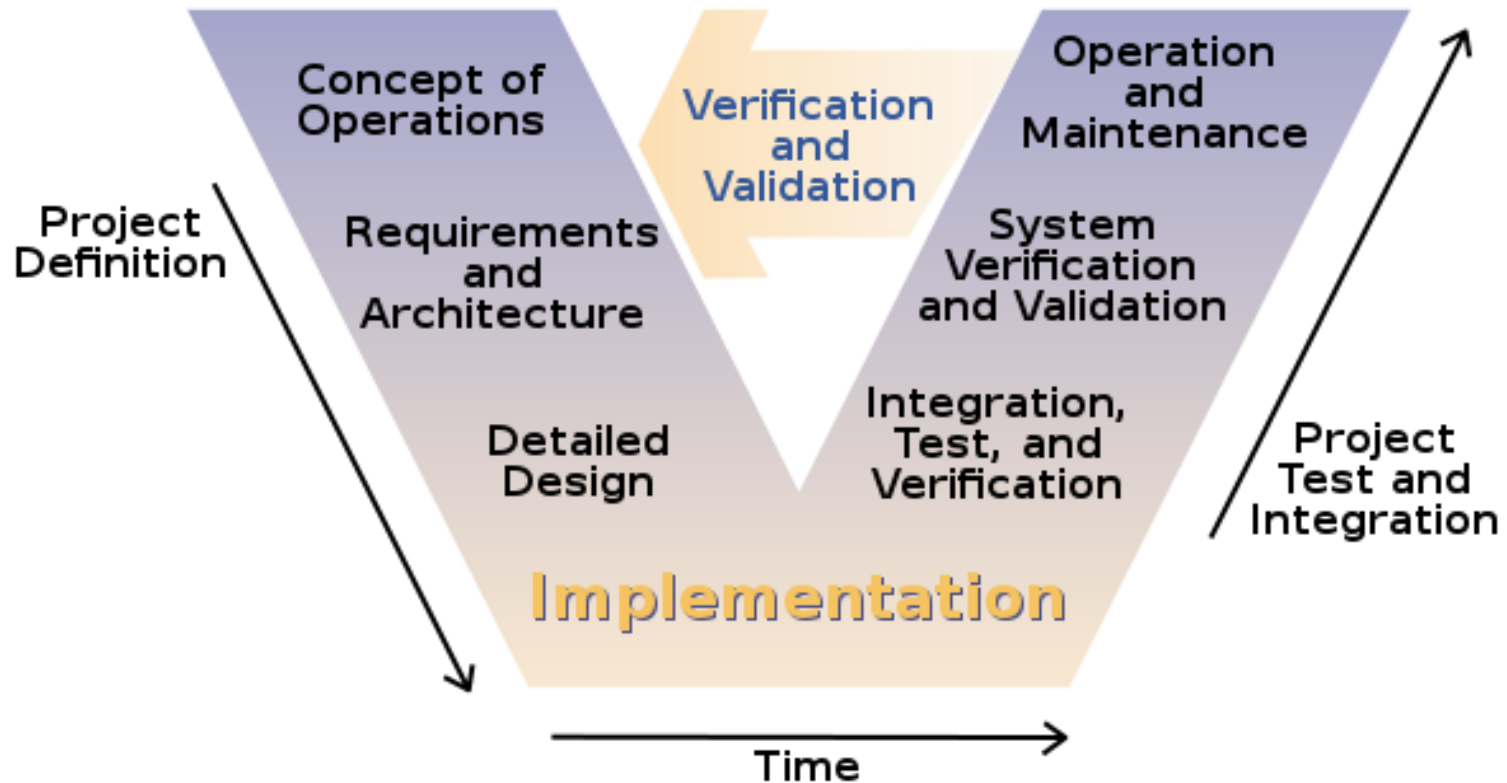 Concept of
Operations
Verification
and
Validation
Operation
and
Maintenance
Project
Definition
Requirements
and
Architecture
System
Verification
and Validation
Detailed
Design
Integration,
Test, and
Verification
Project
Test and
Integration
Implementation
Time